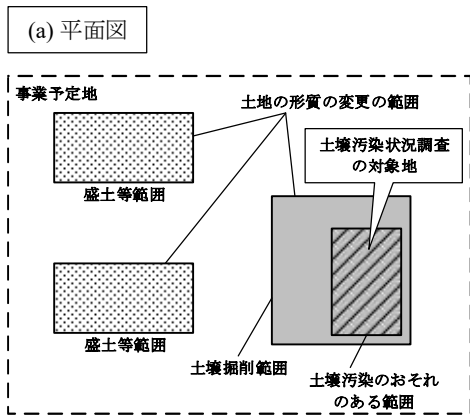 (a) 平面図
事業予定地
土地の形質の変更の範囲
土壌汚染状況調査
の対象地
盛土等範囲
盛土等範囲
土壌掘削範囲
土壌汚染のおそれ
のある範囲